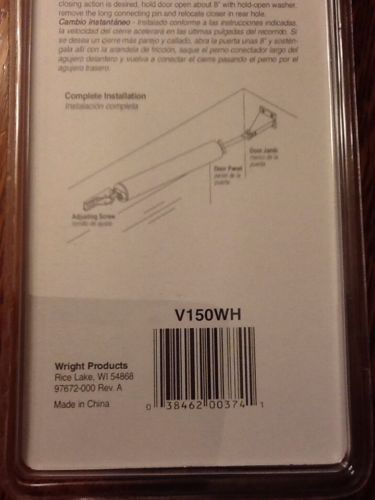 closing action is desired, hold door open about 8" with hold-open washer,
remove the long connecting pin and relocate closer in rear hole.
Cambio instantáneo - Instalado conforme a las instrucciones indicadas,
la velocidad del cierre acelerará en las últimas pulgadas del recorrido. Si
se desea un cierre más parejo y callado, abra la puerta unas 8" y sostén-
gala allí con la arandela de fricción, saque el perno conectador largo del
agujero delantero y vuelva a conectar el cierre pasando el perno por el
agujero trasero.
Complete Installation
Instalación completa
Door Jamb
marco de la
puerta
Door Panel
panel de la
puerta
Adjusting Screw
tornillo de ajuste
V150WH
Wright Products
Rice Lake, WI 54868
97672-000 Rev. A
Made in China
0 38462 00374 1